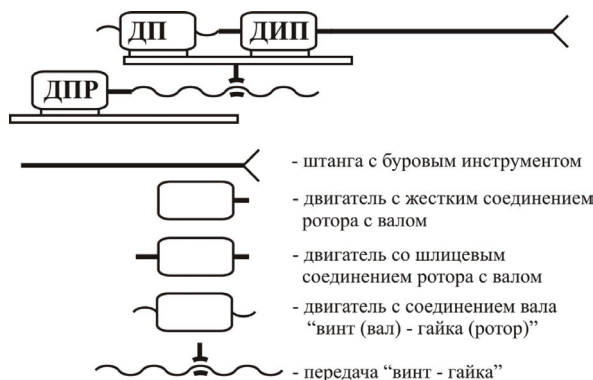 ДП
ДИП
ДПР
- штанга с буровым инструментом
- двигатель с жестким соединением
ротора с валом
- двигатель со шлицевым
соединением ротора с валом
- двигатель с соединением вала
“винт (вал) - гайка (ротор)”
- передача “винт - гайка”